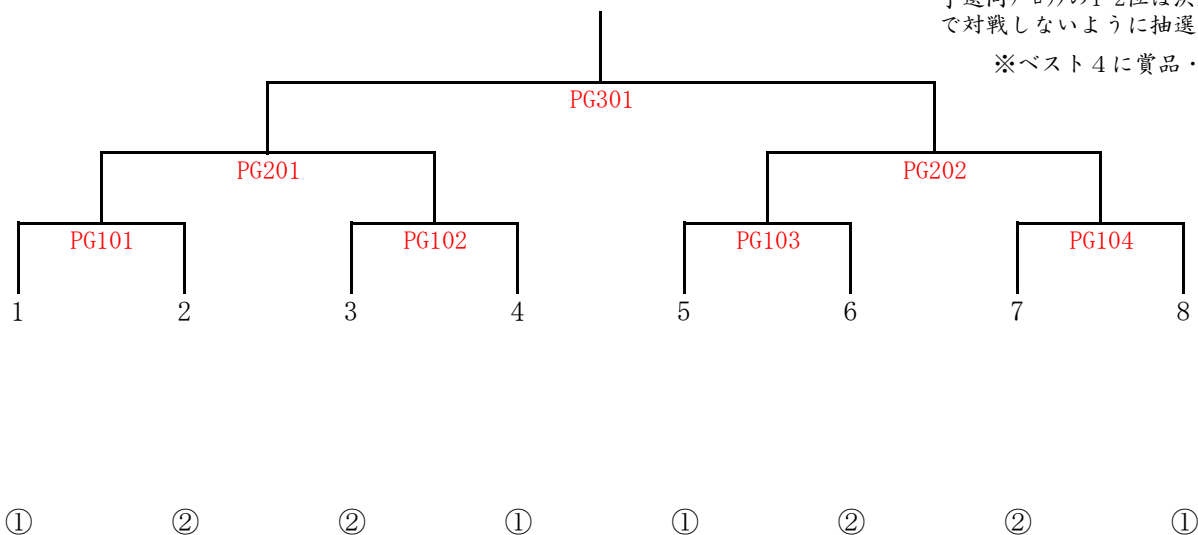 で対戦しないように抽選
※ベスト４に賞品・
PG301
PG201 PG202
PG101 PG102 PG103 PG104
1 2 3 4 5 6 7 8
① ② ② ① ① ② ② ①